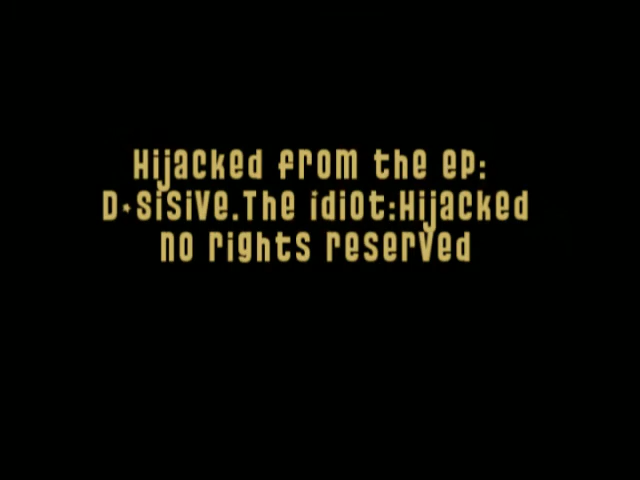 Hijacked from the ep:
D*sisive.The idiot:Hijacked
no rights reserved